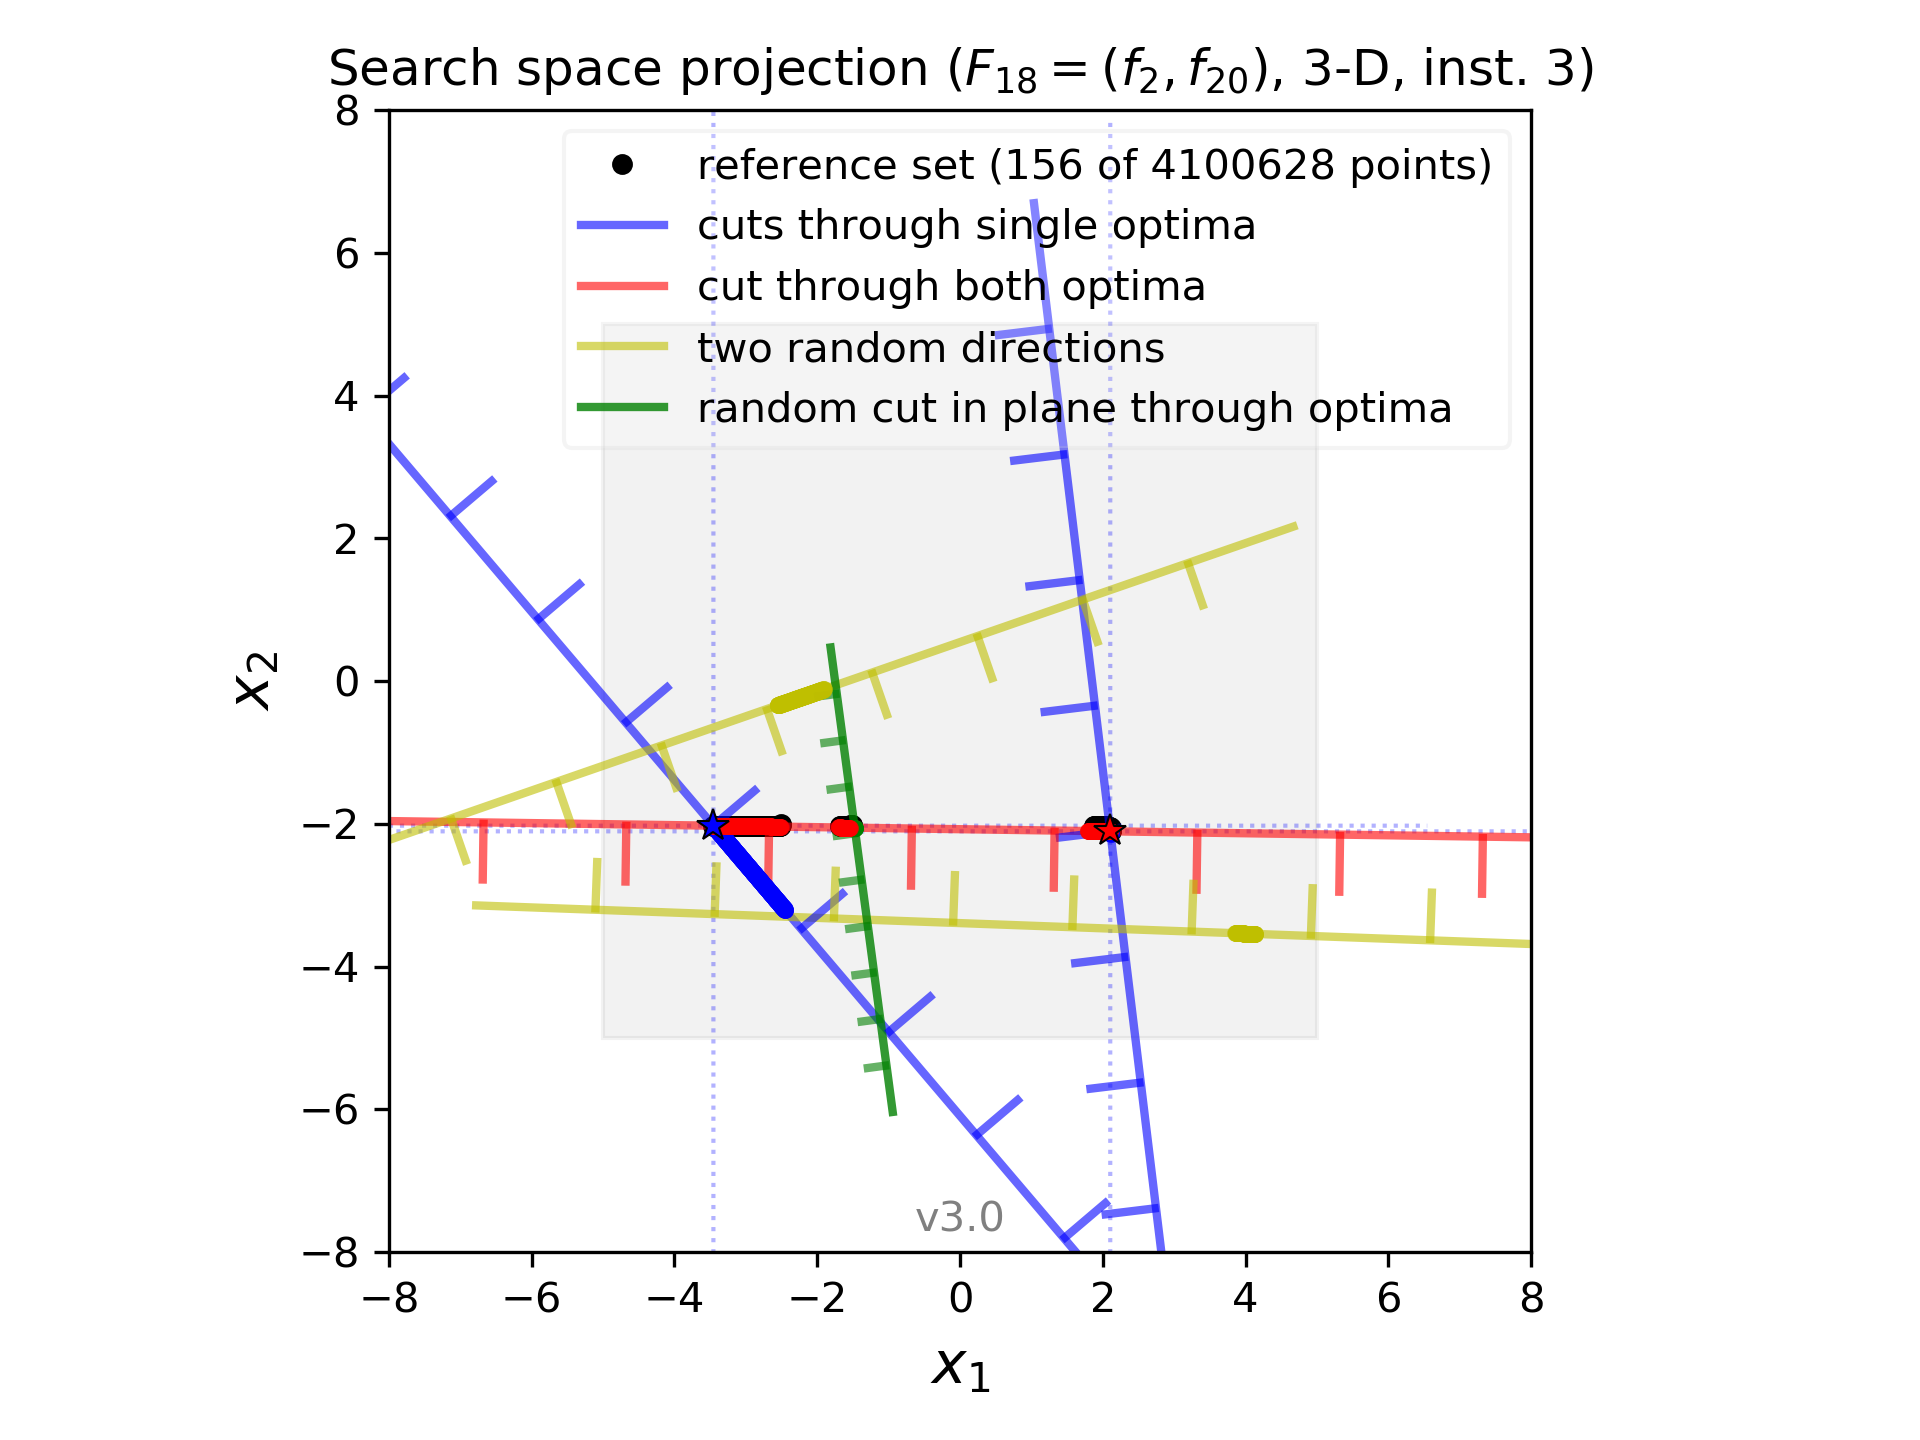 Search space projection (F₁₈ = (f₂, f₂₀), 3-D, inst. 3)
8
6
4
2
0
−2
−4
−6
−8
x₂
reference set (156 of 4100628 points)
cuts through single optima
cut through both optima
two random directions
random cut in plane through optima
v3.0
−8 −6 −4 −2 0 2 4 6 8
x₁